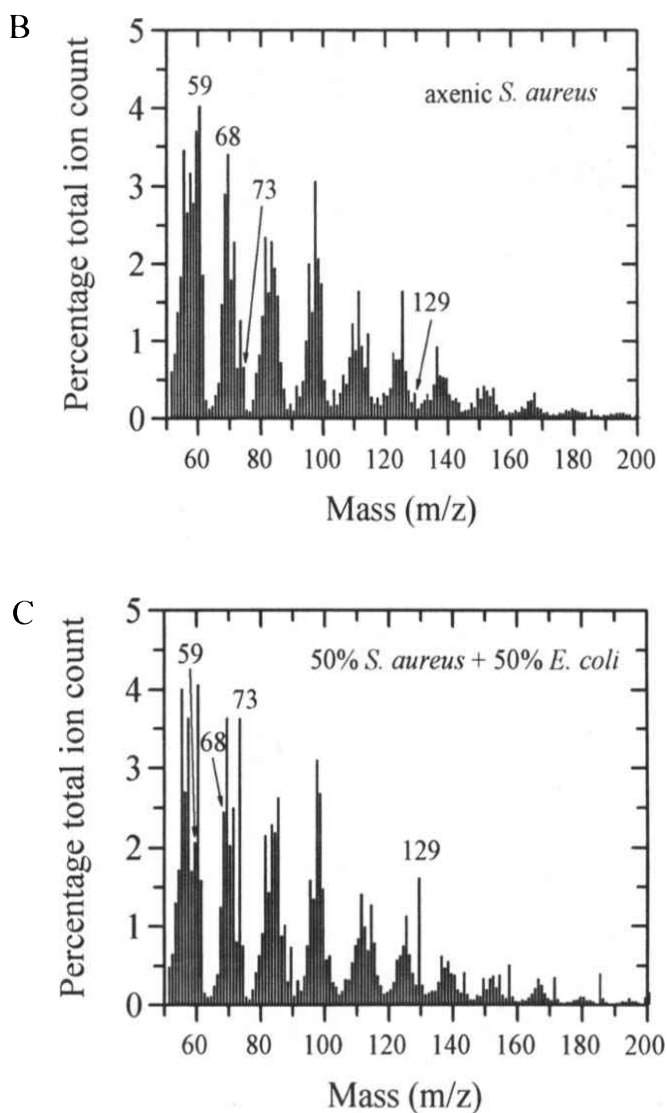 B
5
59
axenic S. aureus
4
68
3
73
2
129
1
0
60 80 100 120 140 160 180 200
Percentage total ion count
Mass (m/z)
C
5
59
50% S. aureus + 50% E. coli
4
68 73
3
2
129
1
0
60 80 100 120 140 160 180 200
Percentage total ion count
Mass (m/z)